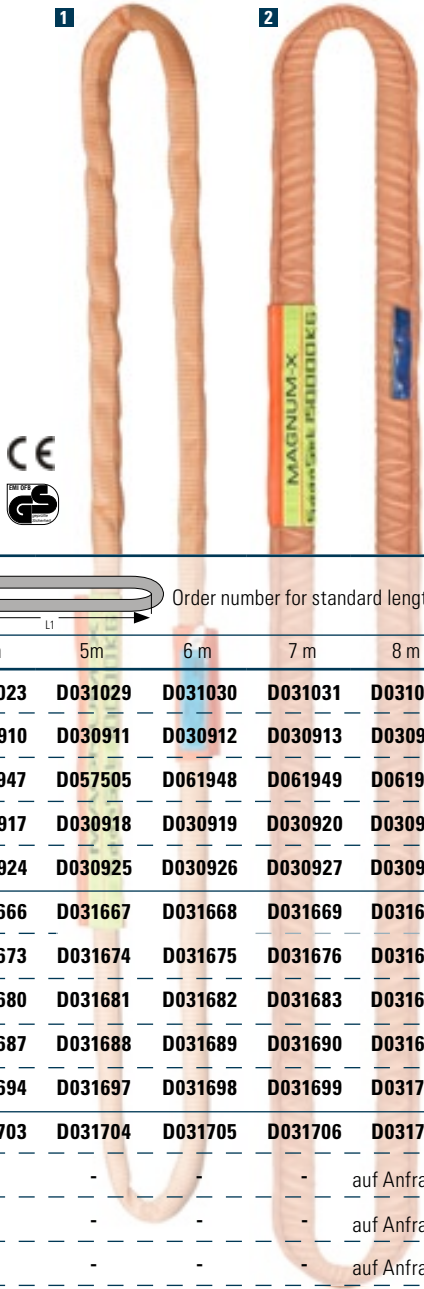 1 2
MAGNUM-X
CE
EMI OFB
GS
Order number for standard lengt
L1
5m 6 m 7 m 8 m
023 D031029 D031030 D031031 D0310
910 D030911 D030912 D030913 D0309
947 D057505 D061948 D061949 D0619
917 D030918 D030919 D030920 D0309
924 D030925 D030926 D030927 D0309
666 D031667 D031668 D031669 D0316
673 D031674 D031675 D031676 D0316
680 D031681 D031682 D031683 D0316
687 D031688 D031689 D031690 D0316
694 D031697 D031698 D031699 D0317
703 D031704 D031705 D031706 D0317
- - - auf Anfra
- - - auf Anfra
- - - auf Anfra